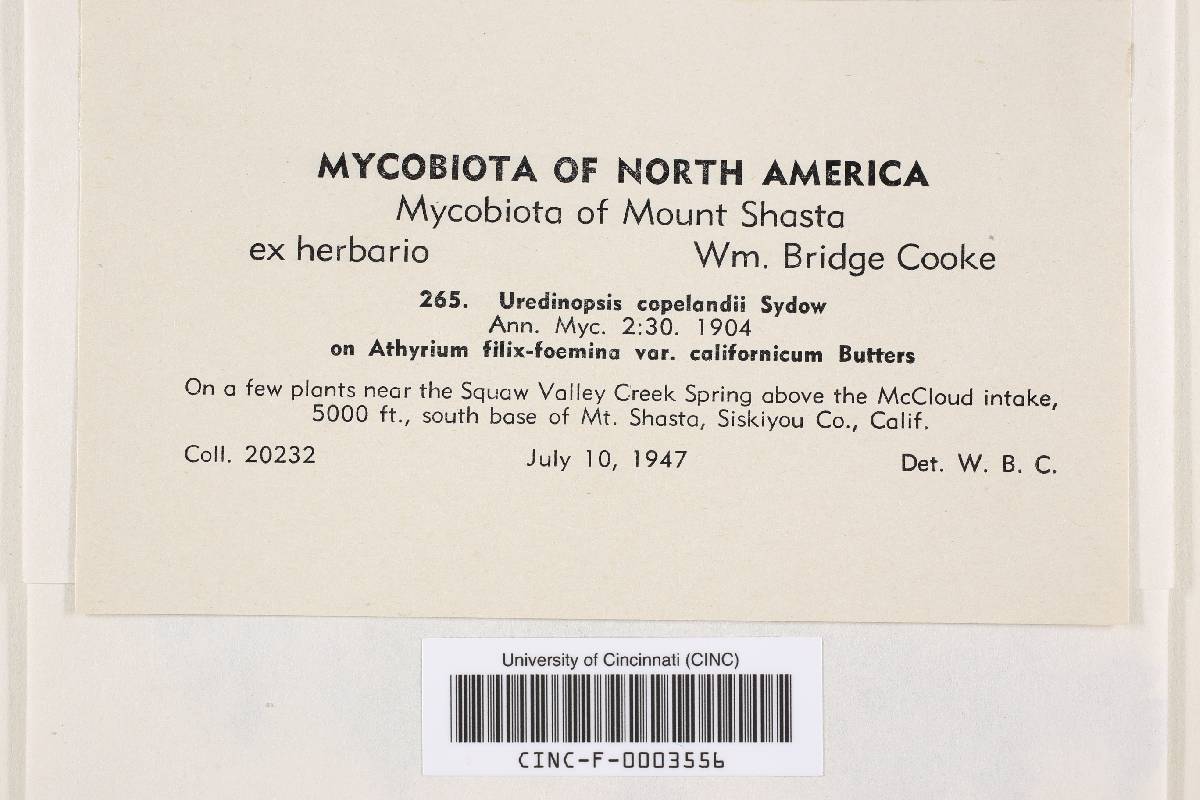 MYCOBIOTA OF NORTH AMERICA
Mycobiota of Mount Shasta
ex herbario Wm. Bridge Cooke
265. Uredinopsis copelandii Sydow
Ann. Myc. 2:30. 1904
on Athyrium filix-foemina var. californicum Butters
On a few plants near the Squaw Valley Creek Spring above the McCloud intake,
5000 ft., south base of Mt. Shasta, Siskiyou Co., Calif.
Coll. 20232 July 10, 1947 Det. W. B. C.
University of Cincinnati (CINC)
CINC-F-0003556